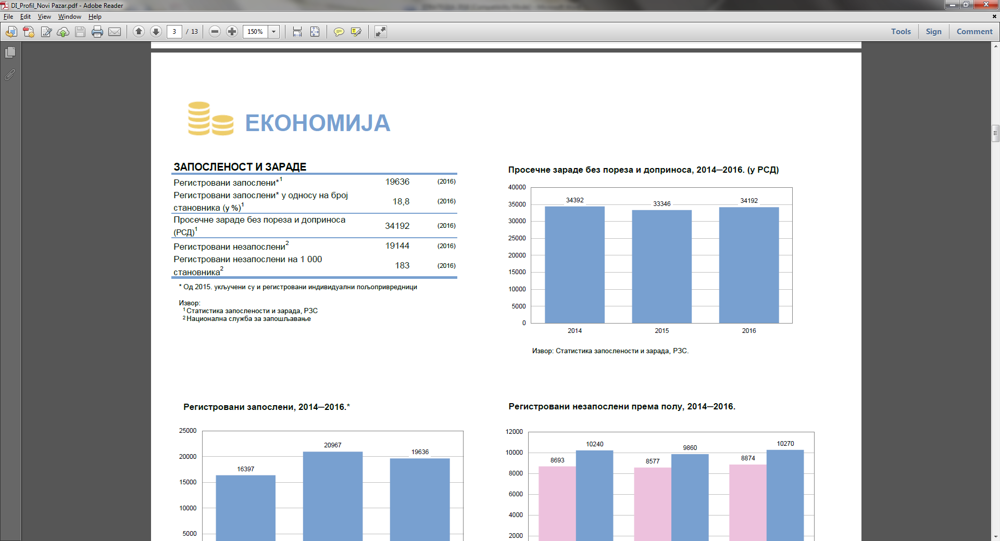 DI_Profil_Novi Pazar.pdf - Adobe Reader
File Edit View Window Help
3 / 13 150% Tools Sign Comment
ЕКОНОМИЈА
ЗАПОСЛЕНОСТ И ЗАРАДЕ
Регистровани запослени*1 19636 (2016)
Регистровани запослени* у односу на број
становника (у %)1 18,8 (2016)
Просечне зараде без пореза и доприноса
(РСД)1 34192 (2016)
Регистровани незапослени2 19144 (2016)
Регистровани незапослени на 1 000
становника2 183 (2016)
* Од 2015. укључени су и регистровани индивидуални пољопривредници
Извор:
1 Статистика запослености и зарада, РЗС
2 Национална служба за запошљавање
Просечне зараде без пореза и доприноса, 2014─2016. (у РСД)
40000
35000
30000
25000
20000
15000
10000
5000
0
34392 33346 34192
2014 2015 2016
Извор: Статистика запослености и зарада, РЗС.
Регистровани запослени, 2014─2016.*
25000
20000
15000
10000
5000
16397 20967 19636
Регистровани незапослени према полу, 2014─2016.
12000
10000
8000
6000
4000
2000
8693 10240 8577 9860 8874 10270